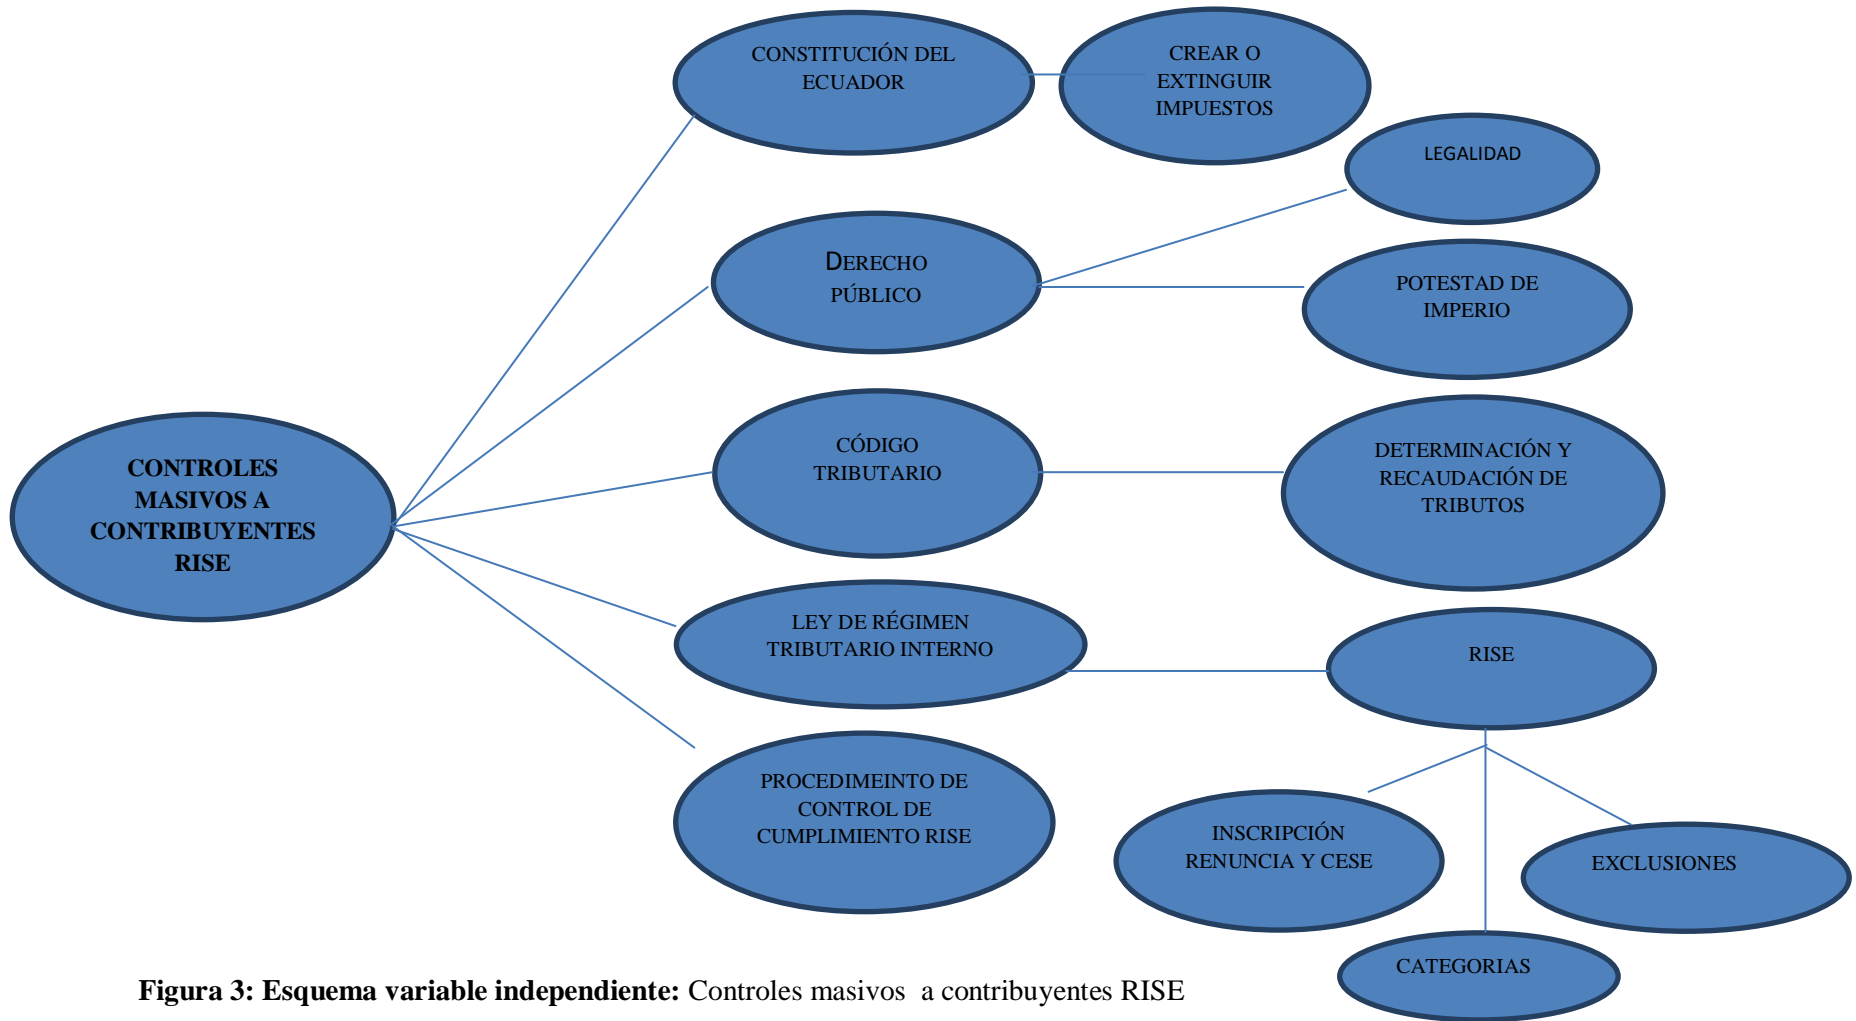 CONSTITUCIÓN DEL
ECUADOR
CREAR O
EXTINGUIR
IMPUESTOS
LEGALIDAD
DERECHO
PÚBLICO
POTESTAD DE
IMPERIO
CONTROLES
MASIVOS A
CONTRIBUYENTES
RISE
CÓDIGO
TRIBUTARIO
DETERMINACIÓN Y
RECAUDACIÓN DE
TRIBUTOS
LEY DE RÉGIMEN
TRIBUTARIO INTERNO
RISE
PROCEDIMEINTO DE
CONTROL DE
CUMPLIMIENTO RISE
INSCRIPCIÓN
RENUNCIA Y CESE
EXCLUSIONES
CATEGORIAS
Figura 3: Esquema variable independiente: Controles masivos a contribuyentes RISE